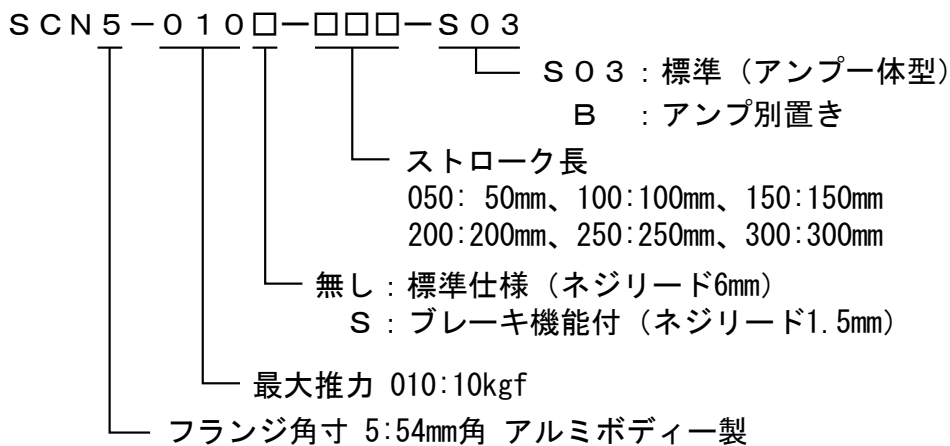 ＳＣＮ５－０１０□－□□□－Ｓ０３
Ｓ０３：標準（アンプ一体型）
Ｂ　：アンプ別置き
ストローク長
050: 50mm、100:100mm、150:150mm
200:200mm、250:250mm、300:300mm
無し：標準仕様（ネジリード6mm）
Ｓ：ブレーキ機能付（ネジリード1.5mm）
最大推力 010:10kgf
フランジ角寸 5:54mm角 アルミボディー製